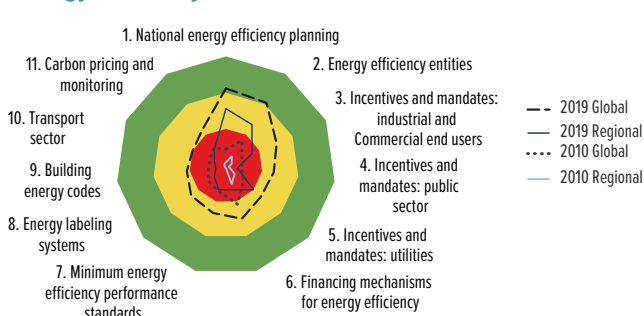 1. National energy efficiency planning
2. Energy efficiency entities
3. Incentives and mandates:
industrial and
Commercial end users
4. Incentives and
mandates: public
sector
5. Incentives and
mandates: utilities
6. Financing mechanisms
for energy efficiency
7. Minimum energy
efficiency performance
standards
8. Energy labeling
systems
9. Building
energy codes
10. Transport
sector
11. Carbon pricing and
monitoring
2019 Global
2019 Regional
2010 Global
2010 Regional